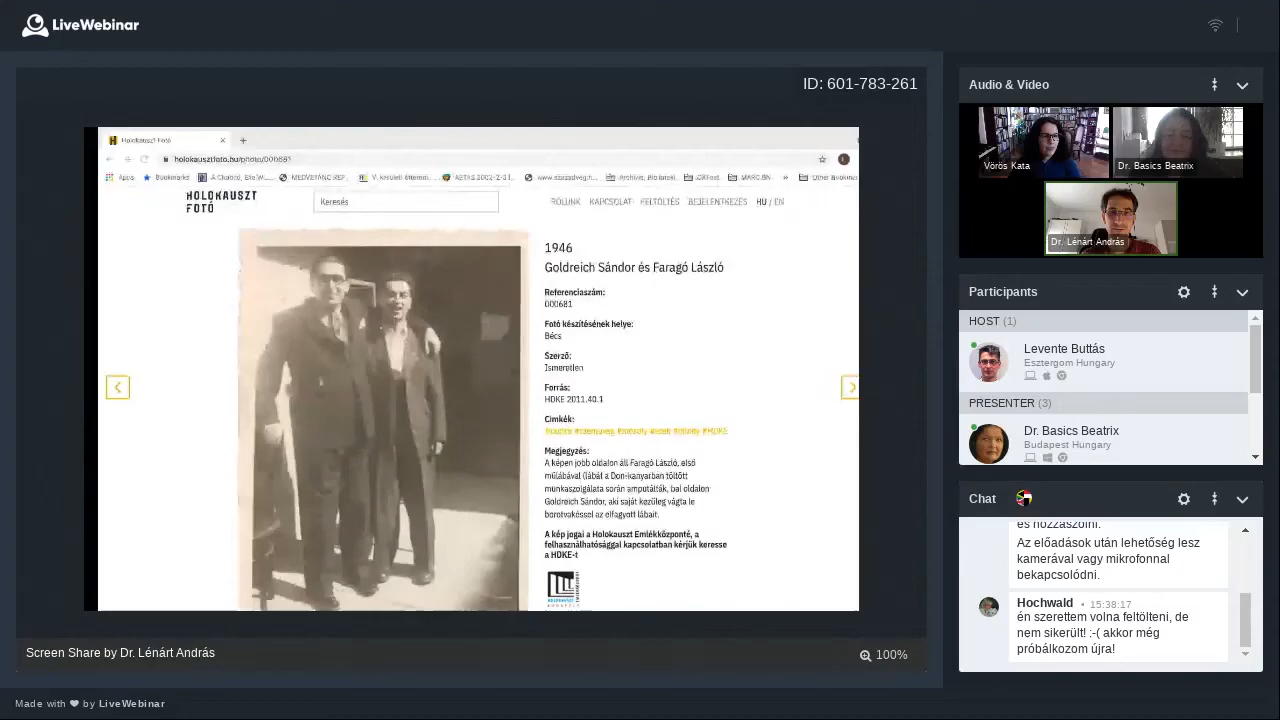 LiveWebinar
ID: 601-783-261
Audio & Video
Vörös Kata
Dr. Basics Beatrix
Dr. Lénárt András
Holokauszt Fotó
holokausztfoto.hu/photo/000681
Apps Bookmarks
Other Bookmarks
HOLOKAUSZT
FOTÓ
Keresés
RÓLUNK KAPCSOLAT FELTÖLTÉS BEJELENTKEZÉS HU / EN
1946
Goldreich Sándor és Faragó László
Referenciaszám:
000681
Fotó készítésének helye:
Bécs
Szerző:
Ismeretlen
Forrás:
HDKE 2011.40.1
Címkék:
#HDKE
Megjegyzés:
A képen jobb oldalon áll Faragó László, első
műlábával (lábát a Don-kanyarban töltött
munkaszolgálata során amputálták, bal oldalon
Goldreich Sándor, aki saját kezűleg vágta le
borotvakéssel az elfagyott lábait.
A kép jogai a Holokauszt Emlékközponté, a
felhasználhatósággal kapcsolatban kérjük keresse
a HDKE-t
Participants
HOST (1)
Levente Buttás
Esztergom Hungary
PRESENTER (3)
Dr. Basics Beatrix
Budapest Hungary
Chat
és hozzászólni.
Az előadások után lehetőség lesz
kamerával vagy mikrofonnal
bekapcsolódni.
Hochwald • 15:38:17
én szerettem volna feltölteni, de
nem sikerült! :-( akkor még
próbálkozom újra!
Screen Share by Dr. Lénárt András
100%
Made with by LiveWebinar